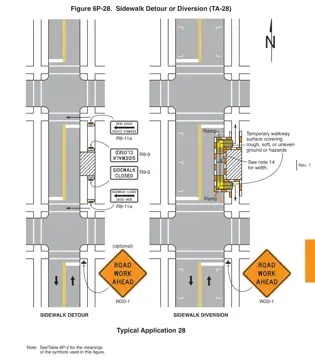 Figure 6P-28. Sidewalk Detour or Diversion (TA-28)
N
R9-11a
SIDEWALK
CLOSED
R9-9
SIDEWALK
CLOSED
R9-9
SIDEWALK CLOSED
R9-11a
Ramp
Temporary walkway
surface covering
rough, soft, or uneven
ground or hazards
See note 14
for width.
Rev. 1
Ramp
(optional)
ROAD
WORK
AHEAD
W20-1
ROAD
WORK
AHEAD
W20-1
SIDEWALK DETOUR
SIDEWALK DIVERSION
Typical Application 28
Note: See Table 6P-2 for the meanings
of the symbols used in this figure.